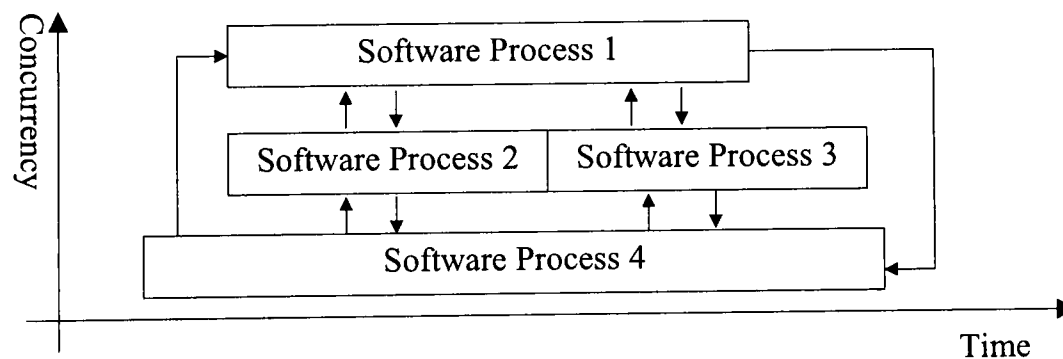 Concurrency
Software Process 1
Software Process 2
Software Process 3
Software Process 4
Time